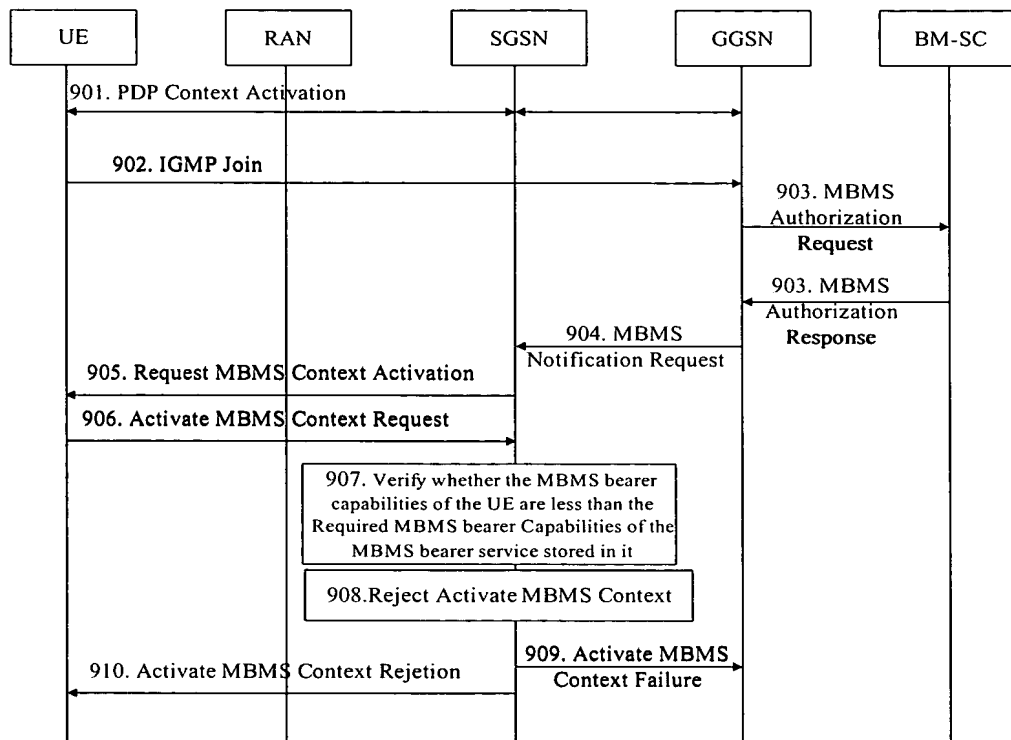 UE
RAN
SGSN
GGSN
BM-SC
901. PDP Context Activation
902. IGMP Join
903. MBMS
Authorization
Request
903. MBMS
Authorization
Response
904. MBMS
Notification Request
905. Request MBMS Context Activation
906. Activate MBMS Context Request
907. Verify whether the MBMS bearer
capabilities of the UE are less than the
Required MBMS bearer Capabilities of the
MBMS bearer service stored in it
908.Reject Activate MBMS Context
909. Activate MBMS
Context Failure
910. Activate MBMS Context Rejetion